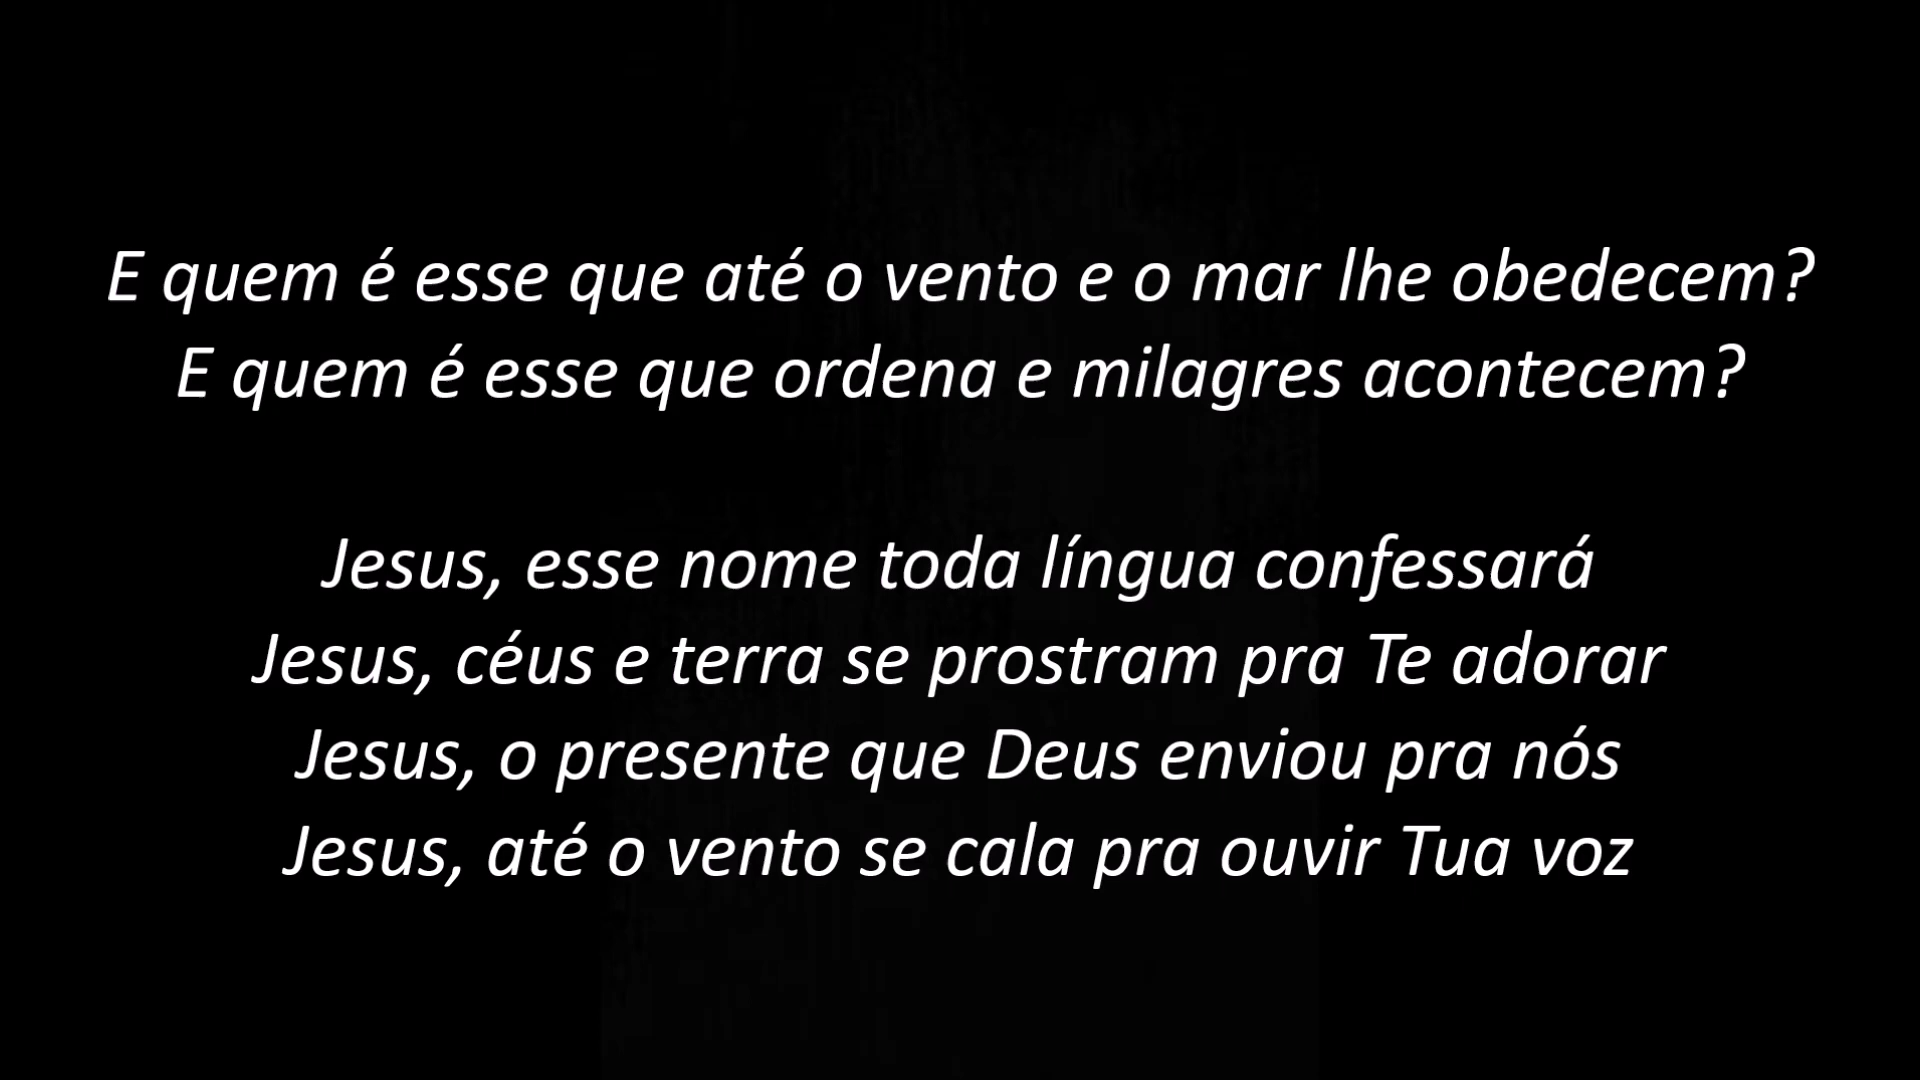 E quem é esse que até o vento e o mar lhe obedecem?
E quem é esse que ordena e milagres acontecem?
Jesus, esse nome toda língua confessará
Jesus, céus e terra se prostram pra Te adorar
Jesus, o presente que Deus enviou pra nós
Jesus, até o vento se cala pra ouvir Tua voz